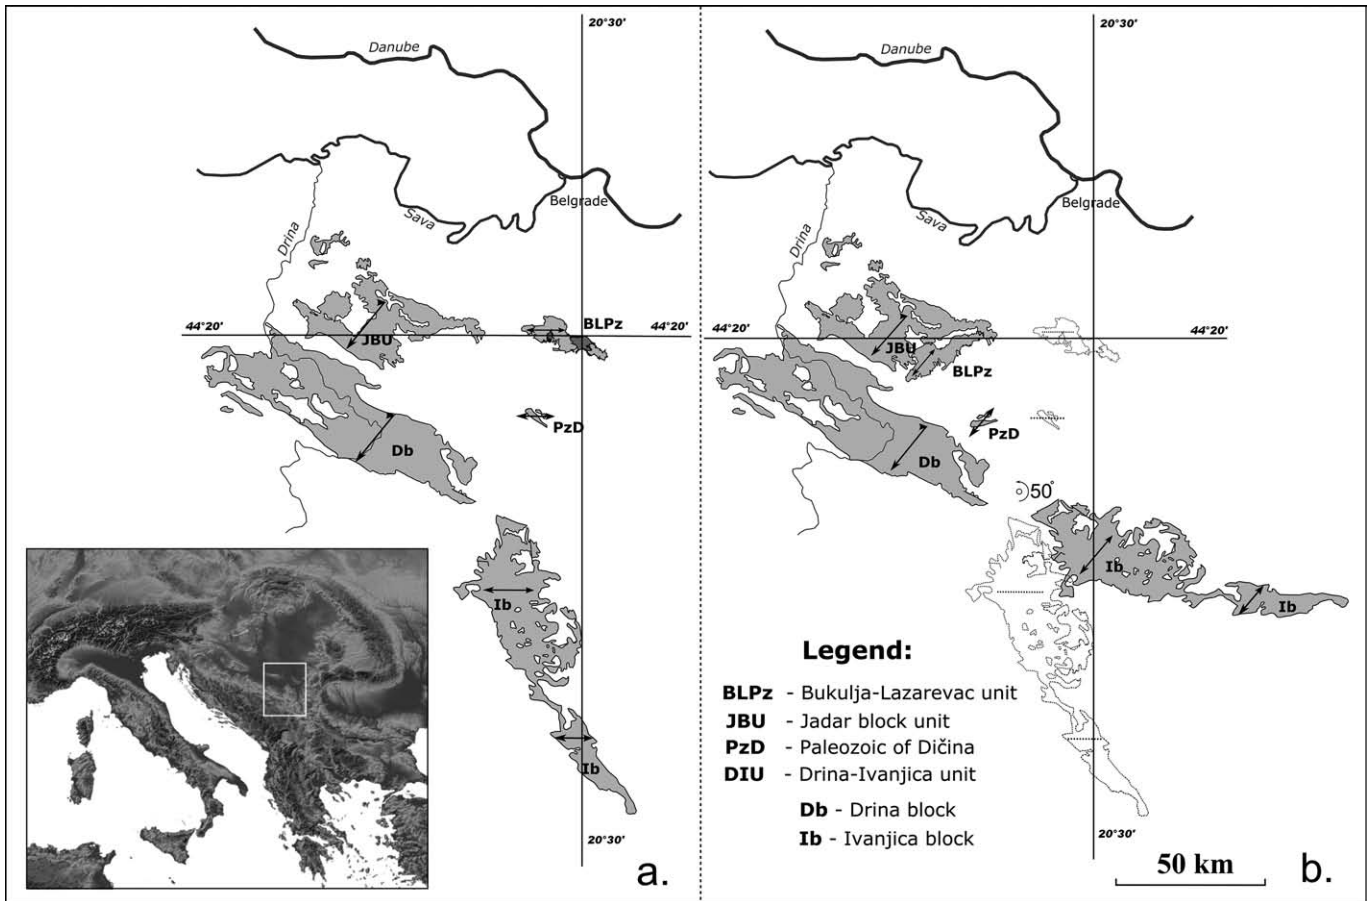 20°30'
Danube
Drina
Sava
Belgrade
44°20'
44°20'
BLPz
JBU
PzD
Db
Ib
Ib
20°30'
a.
20°30'
Danube
Drina
Sava
Belgrade
44°20'
44°20'
JBU
BLPz
PzD
Db
50°
Ib
Ib
Legend:
BLPz - Bukulja-Lazarevac unit
JBU - Jadar block unit
PzD - Paleozoic of Dičina
DIU - Drina-Ivanjica unit
Db - Drina block
Ib - Ivanjica block
20°30'
50 km
b.